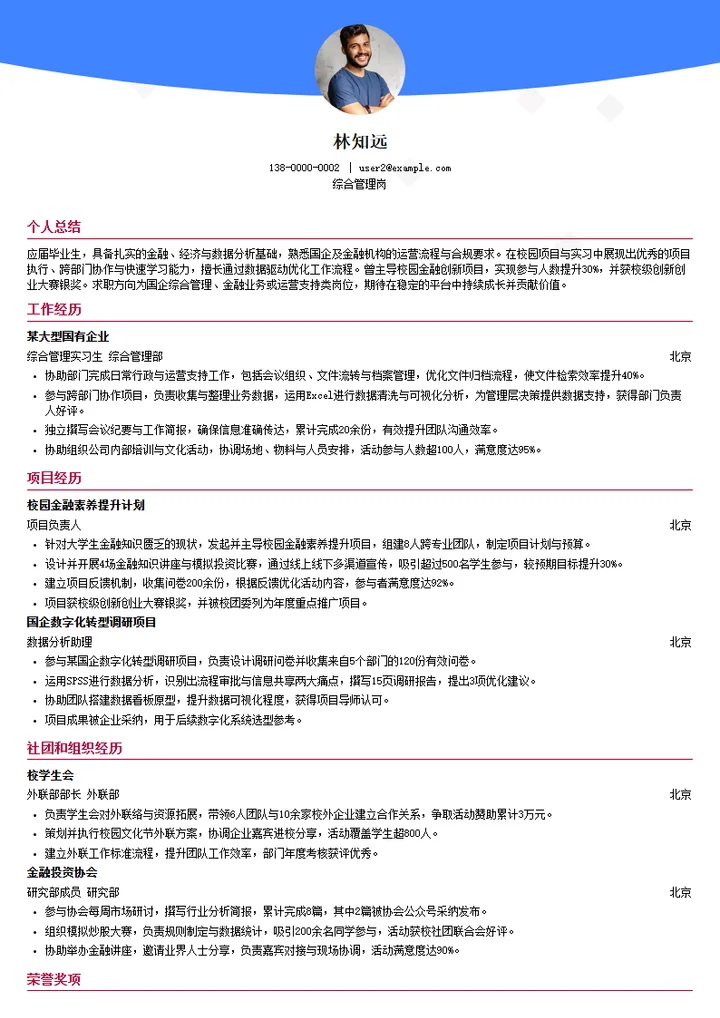 林知远
138-0000-0002 | user2@example.com
综合管理岗
个人总结
应届毕业生，具备扎实的金融、经济与数据分析基础，熟悉国企及金融机构的运营流程与合规要求。在校园项目与实习中展现出优秀的项目
执行、跨部门协作与快速学习能力，擅长通过数据驱动优化工作流程。曾主导校园金融创新项目，实现参与人数提升30%，并获校级创新创
业大赛银奖。求职方向为国企综合管理、金融业务或运营支持类岗位，期待在稳定的平台中持续成长并贡献价值。
工作经历
某大型国有企业
综合管理实习生 综合管理部 北京
• 协助部门完成日常行政与运营支持工作，包括会议组织、文件流转与档案管理，优化文件归档流程，使文件检索效率提升40%。
• 参与跨部门协作项目，负责收集与整理业务数据，运用Excel进行数据清洗与可视化分析，为管理层决策提供数据支持，获得部门负责
人好评。
• 独立撰写会议纪要与工作简报，确保信息准确传达，累计完成20余份，有效提升团队沟通效率。
• 协助组织公司内部培训与文化活动，协调场地、物料与人员安排，活动参与人数超100人，满意度达95%。
项目经历
校园金融素养提升计划
项目负责人 北京
• 针对大学生金融知识匮乏的现状，发起并主导校园金融素养提升项目，组建8人跨专业团队，制定项目计划与预算。
• 设计并开展4场金融知识讲座与模拟投资比赛，通过线上线下多渠道宣传，吸引超过500名学生参与，较预期目标提升30%。
• 建立项目反馈机制，收集问卷200余份，根据反馈优化活动内容，参与者满意度达92%。
• 项目获校级创新创业大赛银奖，并被校团委列为年度重点推广项目。
国企数字化转型调研项目
数据分析助理 北京
• 参与某国企数字化转型调研项目，负责设计调研问卷并收集来自5个部门的120份有效问卷。
• 运用SPSS进行数据分析，识别出流程审批与信息共享两大痛点，撰写15页调研报告，提出3项优化建议。
• 协助团队搭建数据看板原型，提升数据可视化程度，获得项目导师认可。
• 项目成果被企业采纳，用于后续数字化系统选型参考。
社团和组织经历
校学生会
外联部部长 外联部 北京
• 负责学生会对外联络与资源拓展，带领6人团队与10余家校外企业建立合作关系，争取活动赞助累计3万元。
• 策划并执行校园文化节外联方案，协调企业嘉宾进校分享，活动覆盖学生超800人。
• 建立外联工作标准流程，提升团队工作效率，部门年度考核获评优秀。
金融投资协会
研究部成员 研究部 北京
• 参与协会每周市场研讨，撰写行业分析简报，累计完成8篇，其中2篇被协会公众号采纳发布。
• 组织模拟炒股大赛，负责规则制定与数据统计，吸引200余名同学参与，活动获校社团联合会好评。
• 协助举办金融讲座，邀请业界人士分享，负责嘉宾对接与现场协调，活动满意度达90%。
荣誉奖项